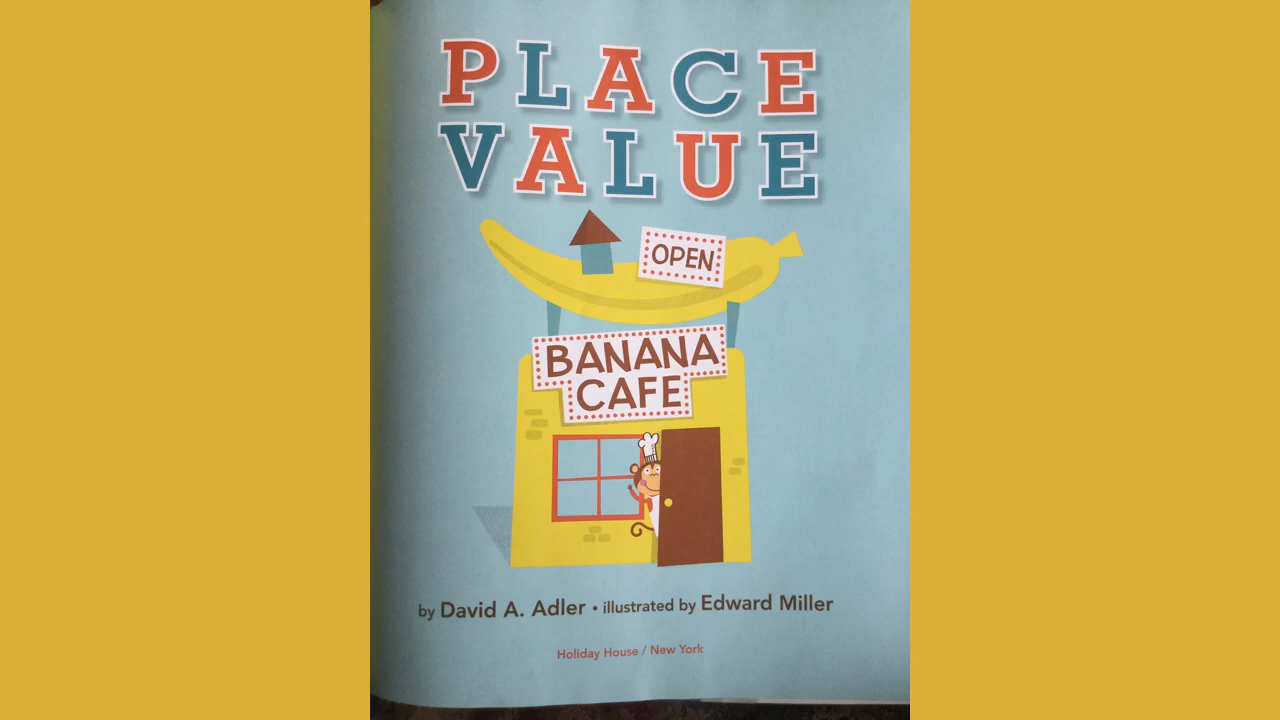 PLACE
VALUE
OPEN
BANANA
CAFE
by David A. Adler • illustrated by Edward Miller
Holiday House / New York